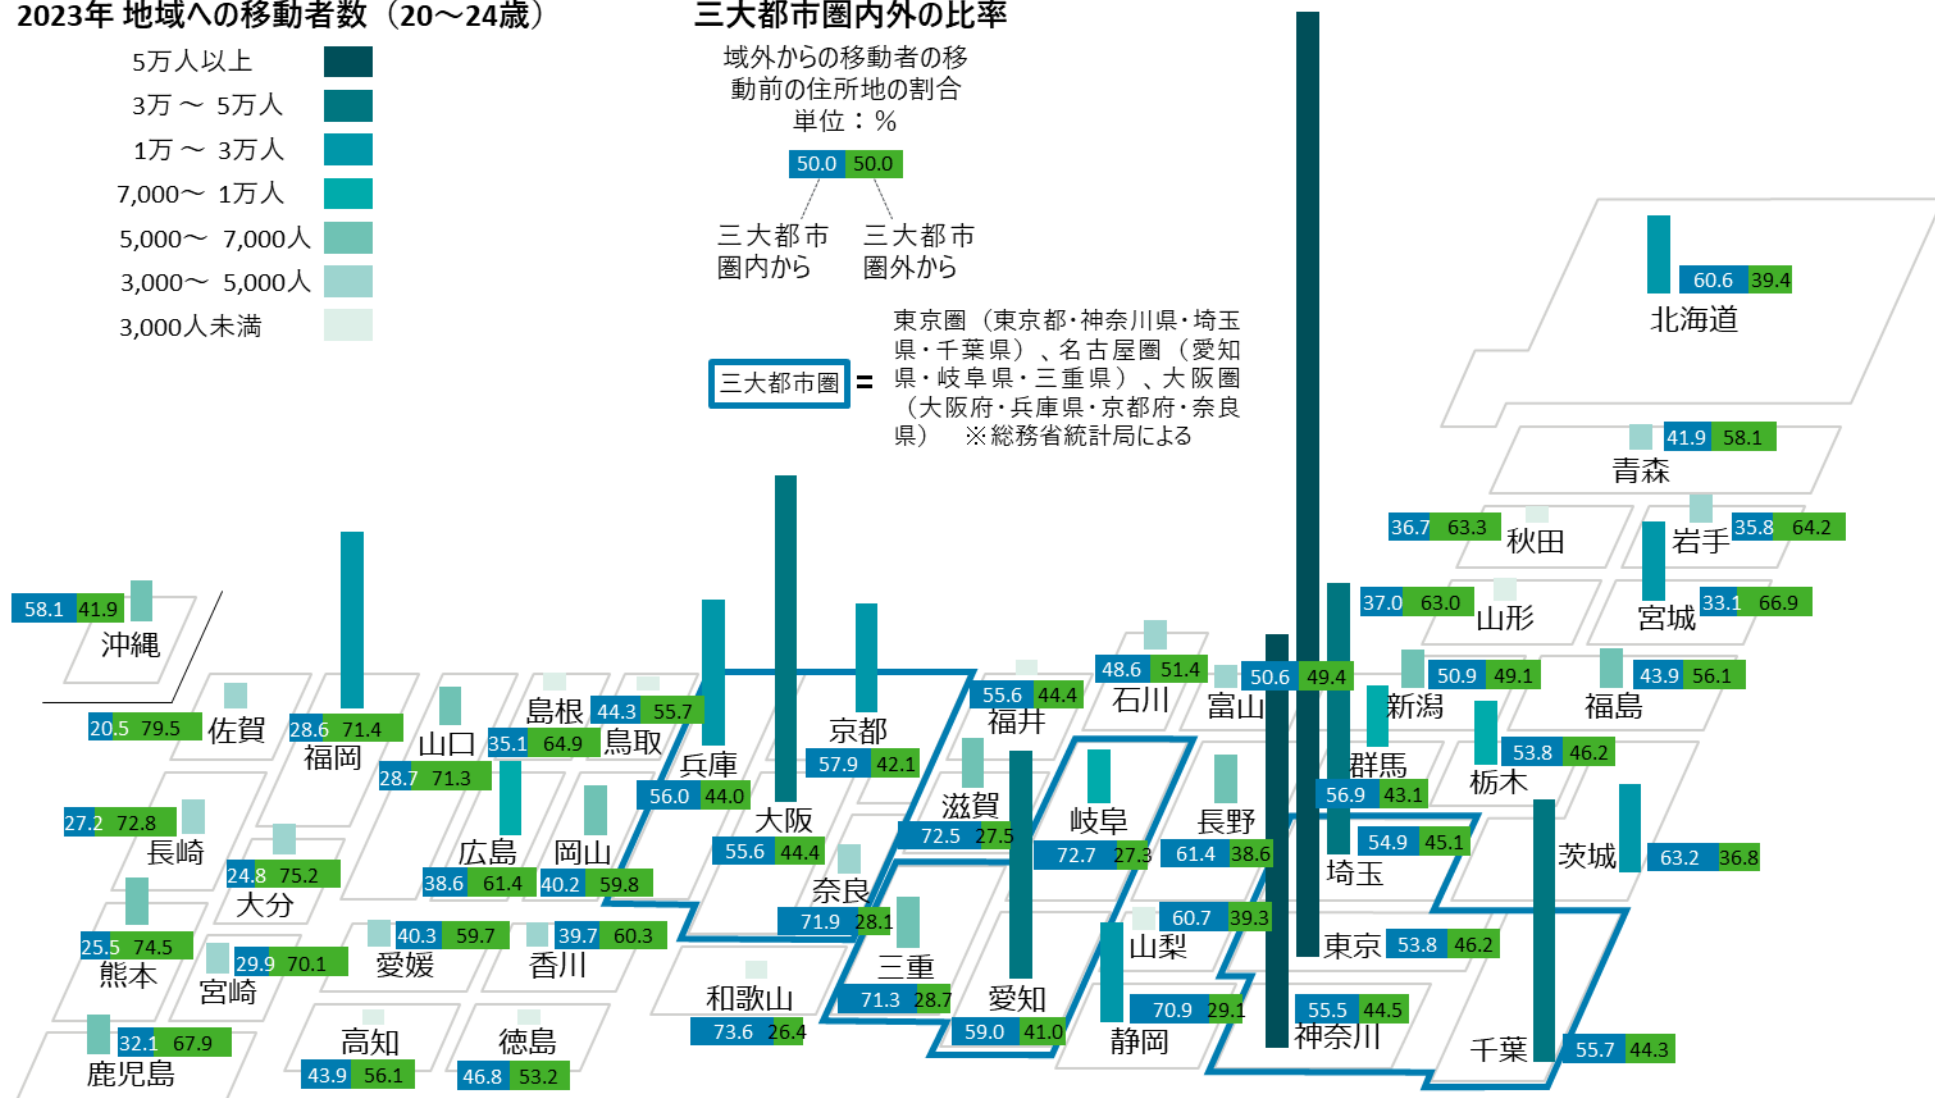 2023年 地域への移動者数（20～24歳）
5万人以上
3万 ～ 5万人
1万 ～ 3万人
7,000～ 1万人
5,000～ 7,000人
3,000～ 5,000人
3,000人未満
三大都市圏内外の比率
域外からの移動者の移
動前の住所地の割合
単位：％
50.0 50.0
三大都市
圏内から
三大都市
圏外から
三大都市圏
=
東京圏（東京都・神奈川県・埼玉
県・千葉県）、名古屋圏（愛知
県・岐阜県・三重県）、大阪圏
（大阪府・兵庫県・京都府・奈良
県） ※総務省統計局による
60.6 39.4
北海道
41.9 58.1
青森
36.7 63.3
秋田
岩手
35.8 64.2
37.0 63.0
山形
宮城
33.1 66.9
58.1 41.9
沖縄
48.6 51.4
石川
富山
50.6 49.4
50.9 49.1
新潟
43.9 56.1
福島
55.6 44.4
福井
20.5 79.5
佐賀
28.6 71.4
福岡
山口
28.7 71.3
島根
35.1 64.9
44.3 55.7
鳥取
兵庫
56.0 44.0
京都
57.9 42.1
大阪
55.6 44.4
滋賀
72.5 27.5
岐阜
72.7 27.3
長野
61.4 38.6
群馬
56.9 43.1
栃木
53.8 46.2
埼玉
54.9 45.1
茨城
63.2 36.8
27.2 72.8
長崎
24.8 75.2
大分
広島
38.6 61.4
岡山
40.2 59.8
奈良
71.9 28.1
25.5 74.5
熊本
29.9 70.1
宮崎
40.3 59.7
愛媛
39.7 60.3
香川
三重
71.3 28.7
山梨
60.7 39.3
東京
53.8 46.2
和歌山
73.6 26.4
愛知
59.0 41.0
静岡
70.9 29.1
55.5 44.5
神奈川
千葉
55.7 44.3
32.1 67.9
鹿児島
高知
43.9 56.1
徳島
46.8 53.2